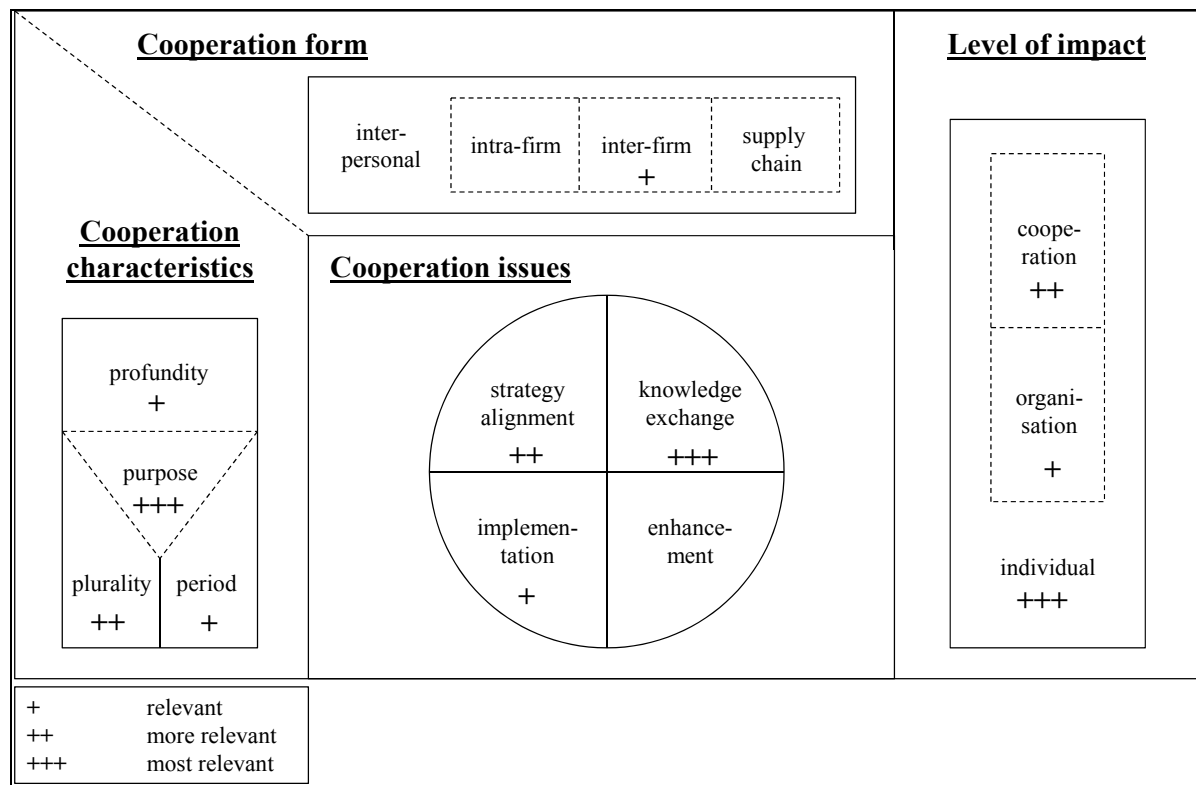 Cooperation form
inter-
personal
intra-firm
inter-firm
+
supply
chain
Level of impact
coope-
ration
++
organi-
sation
+
individual
+++
Cooperation
characteristics
profundity
+
purpose
+++
plurality
++
period
+
Cooperation issues
strategy
alignment
++
knowledge
exchange
+++
implemen-
tation
+
enhance-
ment
+ relevant
++ more relevant
+++ most relevant